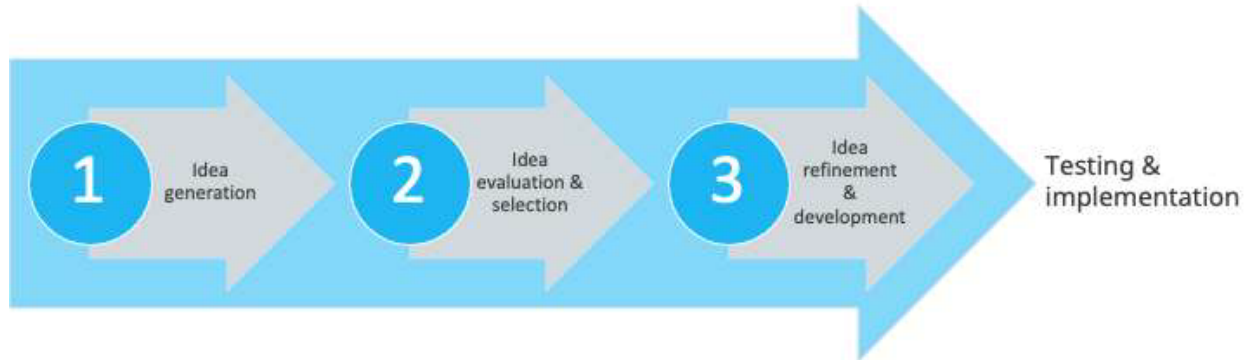 1
Idea
generation
2
Idea
evaluation &
selection
3
Idea
refinement
&
development
Testing &
implementation